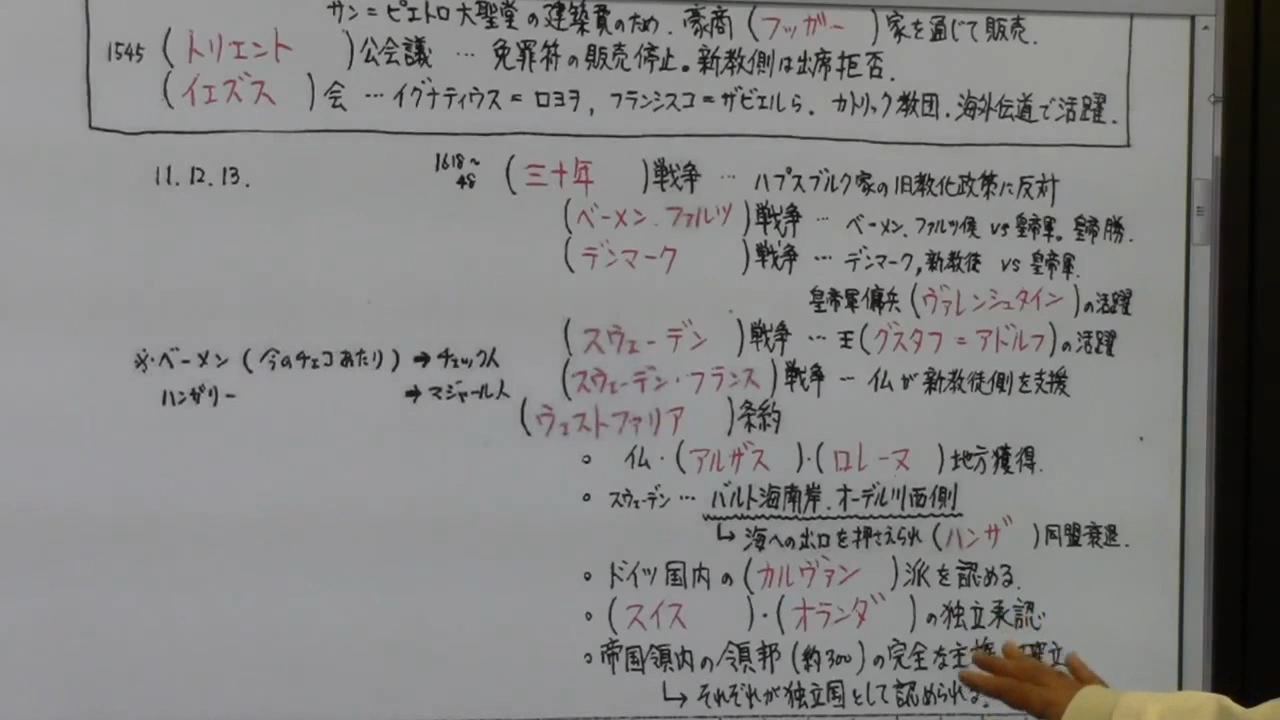 サン=ピエトロ大聖堂の建築費のため、豪商(フッガー)家を通じて販売.
1545 (トリエント)公会議 … 免罪符の販売停止。新教側は出席拒否.
(イエズス)会 … イグナティウス=ロヨラ, フランシスコ=ザビエルら. カトリック教団. 海外伝道で活躍.
11. 12. 13.
1618~48 (三十年)戦争 … ハプスブルク家の旧教化政策に反対
(ベーメン.ファルツ)戦争 … ベーメン.ファルツ侯 vs 皇帝軍。皇帝勝.
(デンマーク)戦争 … デンマーク,新教徒 vs 皇帝軍.
皇帝軍傭兵(ヴァレンシュタイン)の活躍
(スウェーデン)戦争 … 王(グスタフ=アドルフ)の活躍
※.ベーメン(今のチェコあたり) → チェック人
(スウェーデン・フランス)戦争 … 仏が新教徒側を支援
ハンガリー → マジャール人
(ウェストファリア)条約
○ 仏・(アルザス)・(ロレーヌ)地方獲得.
○ スウェーデン … バルト海南岸.オーデル川西側
↳ 海への出口を押さえられ(ハンザ)同盟衰退.
○ ドイツ国内の(カルヴァン)派を認める.
○ (スイス)・(オランダ)の独立承認
○ 帝国領内の領邦(約300)の完全な主 確立
↳ それぞれが独立国として認められる.